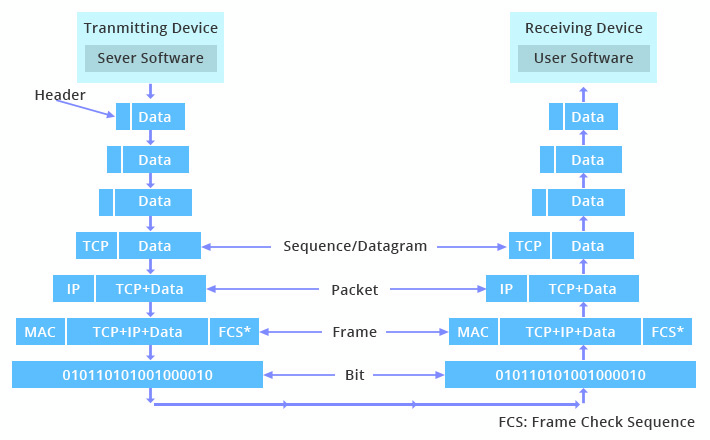 Tranmitting Device
Receiving Device
Sever Software
User Software
Header
Data
Data
Data
Data
Data
Data
TCP
Data
Sequence/Datagram
TCP
Data
IP
TCP+Data
Packet
IP
TCP+Data
MAC
TCP+IP+Data
FCS*
Frame
MAC
TCP+IP+Data
FCS*
010110101001000010
Bit
010110101001000010
FCS: Frame Check Sequence